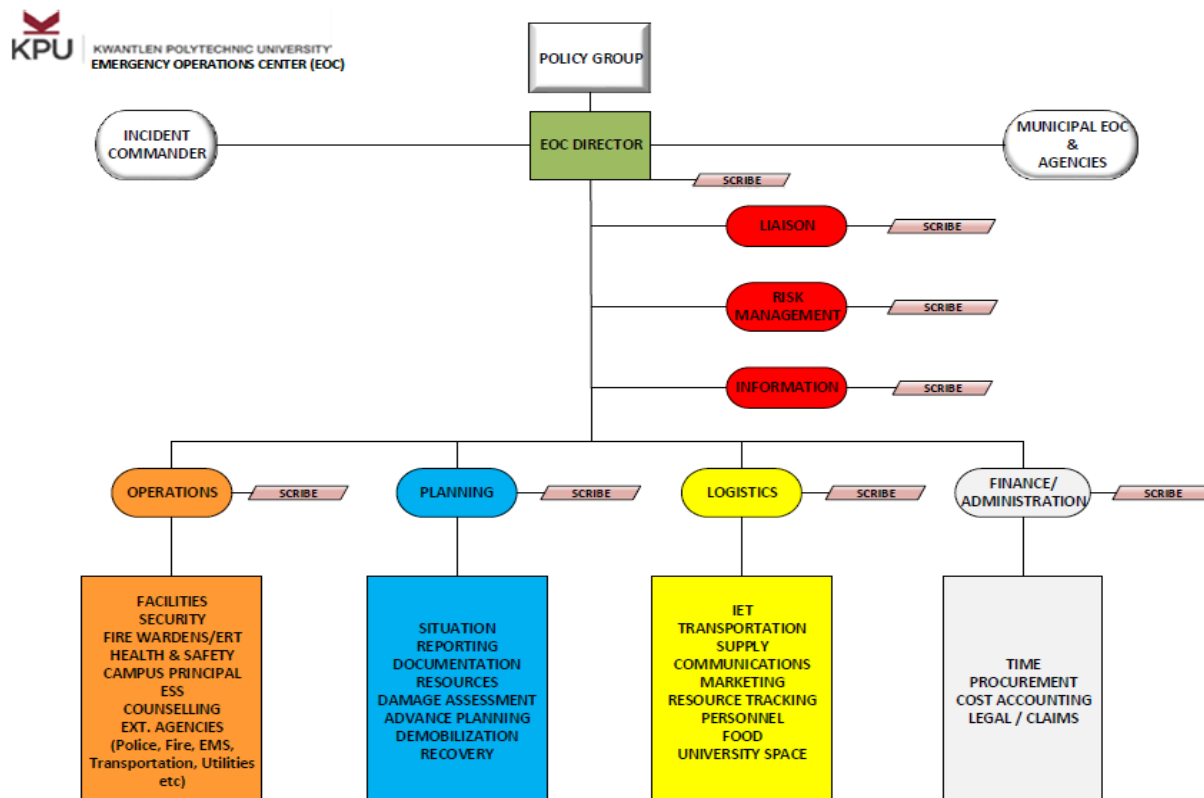 KPU
KWANTLEN POLYTECHNIC UNIVERSITY
EMERGENCY OPERATIONS CENTER (EOC)
POLICY GROUP
INCIDENT
COMMANDER
EOC DIRECTOR
MUNICIPAL EOC
&
AGENCIES
SCRIBE
LIAISON
SCRIBE
RISK
MANAGEMENT
SCRIBE
INFORMATION
SCRIBE
OPERATIONS
SCRIBE
PLANNING
SCRIBE
LOGISTICS
SCRIBE
FINANCE/
ADMINISTRATION
SCRIBE
FACILITIES
SECURITY
FIRE WARDENS/ERT
HEALTH & SAFETY
CAMPUS PRINCIPAL
ESS
COUNSELLING
EXT. AGENCIES
(Police, Fire, EMS,
Transportation, Utilities
etc)
SITUATION
REPORTING
DOCUMENTATION
RESOURCES
DAMAGE ASSESSMENT
ADVANCE PLANNING
DEMOBILIZATION
RECOVERY
IET
TRANSPORTATION
SUPPLY
COMMUNICATIONS
MARKETING
RESOURCE TRACKING
PERSONNEL
FOOD
UNIVERSITY SPACE
TIME
PROCUREMENT
COST ACCOUNTING
LEGAL / CLAIMS